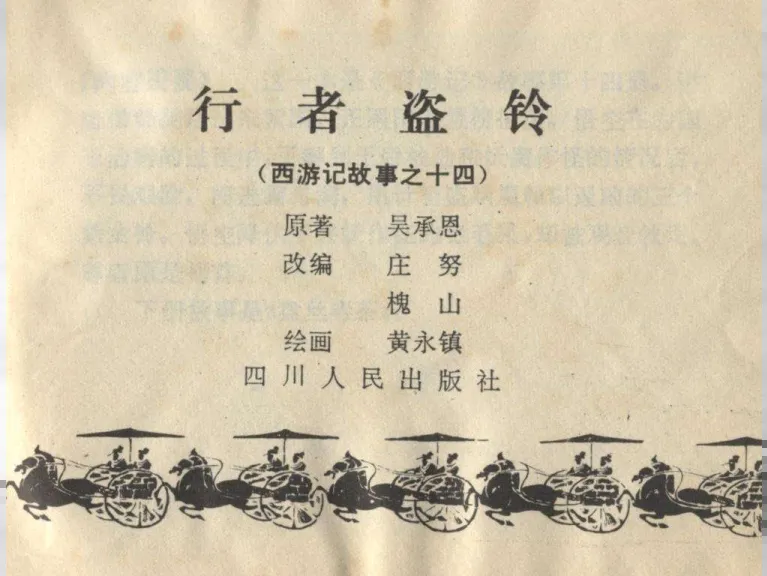 行者盗铃
(西游记故事之十四)
原著 吴承恩
改编 庄努
槐山
绘画 黄永镇
四川人民出版社